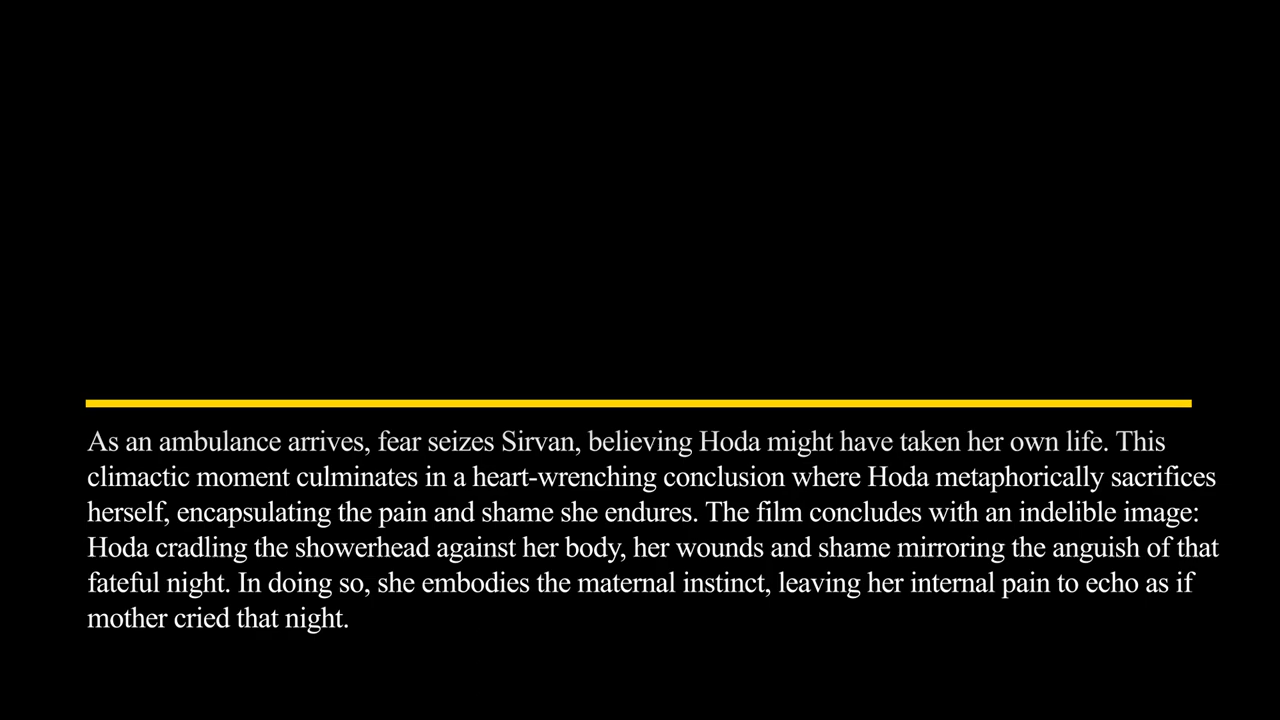 As an ambulance arrives, fear seizes Sirvan, believing Hoda might have taken her own life. This
climactic moment culminates in a heart-wrenching conclusion where Hoda metaphorically sacrifices
herself, encapsulating the pain and shame she endures. The film concludes with an indelible image:
Hoda cradling the showerhead against her body, her wounds and shame mirroring the anguish of that
fateful night. In doing so, she embodies the maternal instinct, leaving her internal pain to echo as if
mother cried that night.